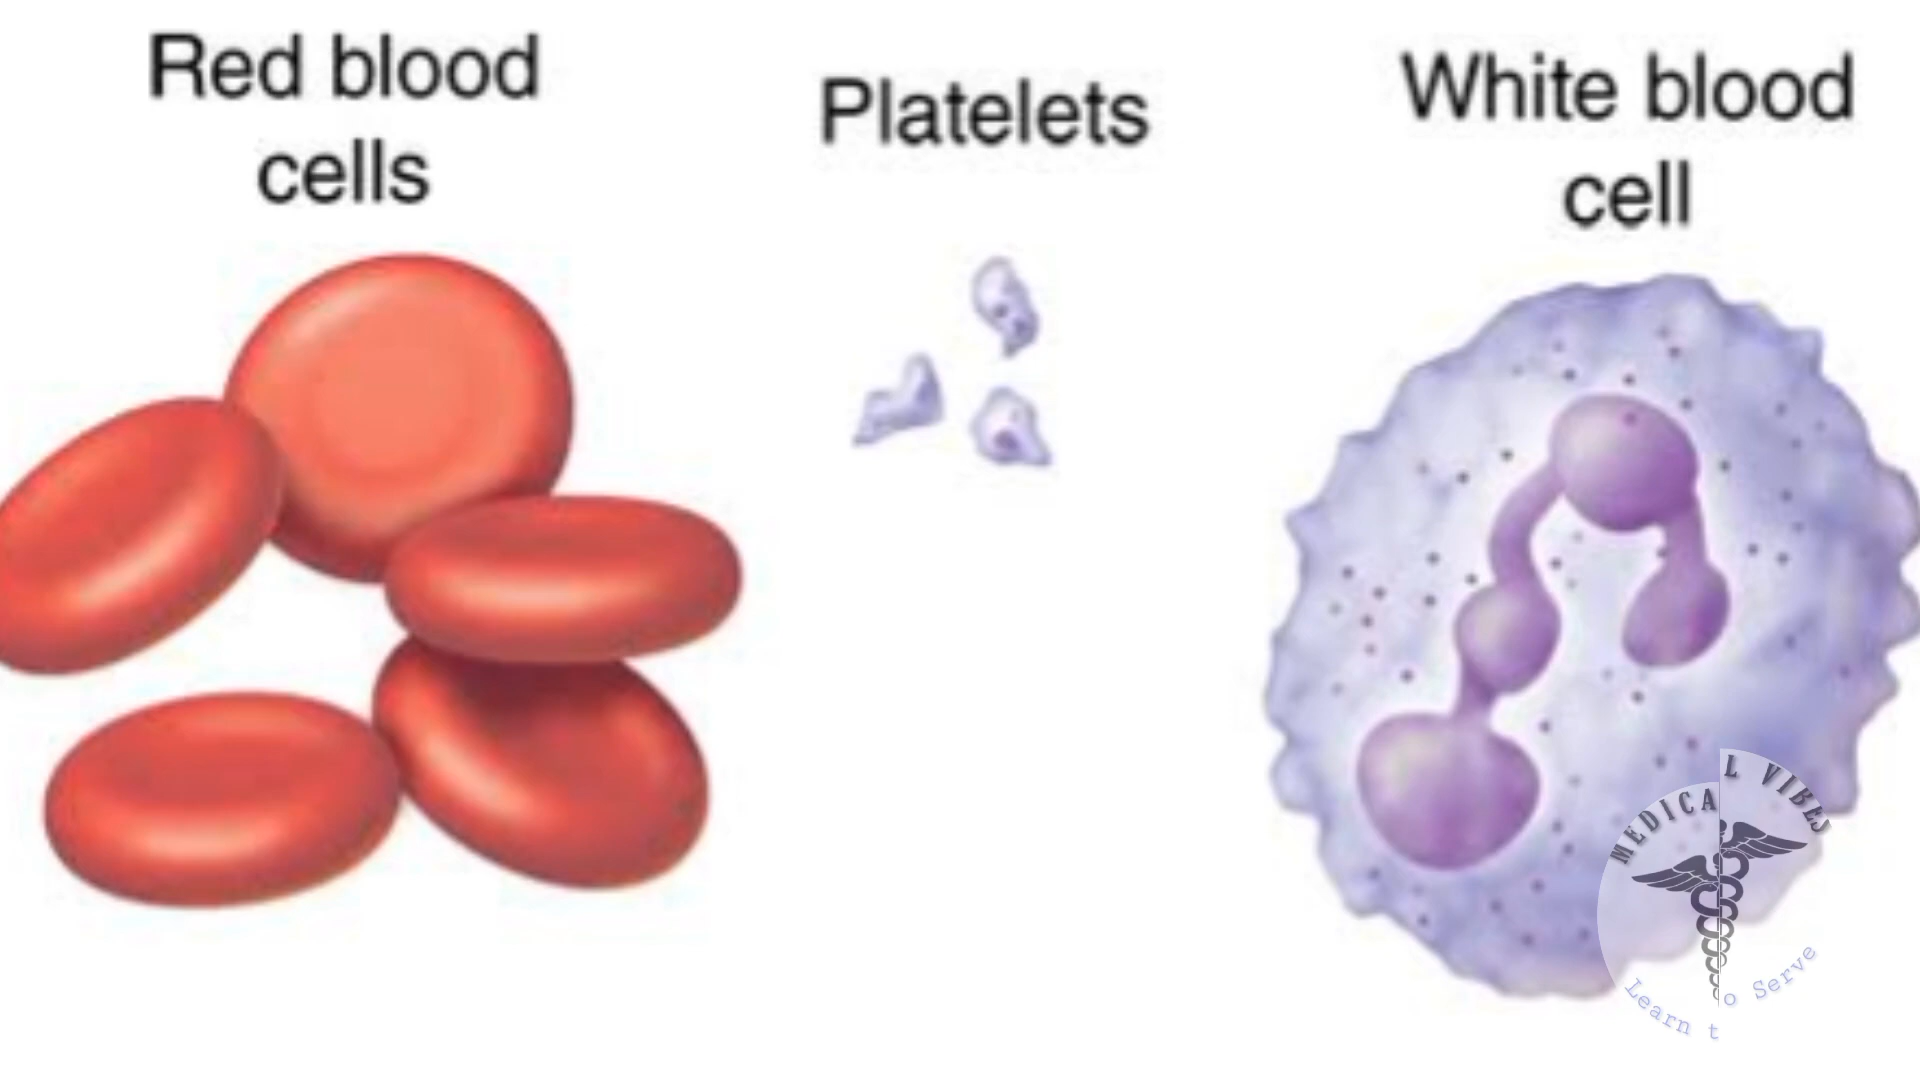 Red blood
cells
Platelets
White blood
cell
MEDICAL VIBES
Learn to Serve